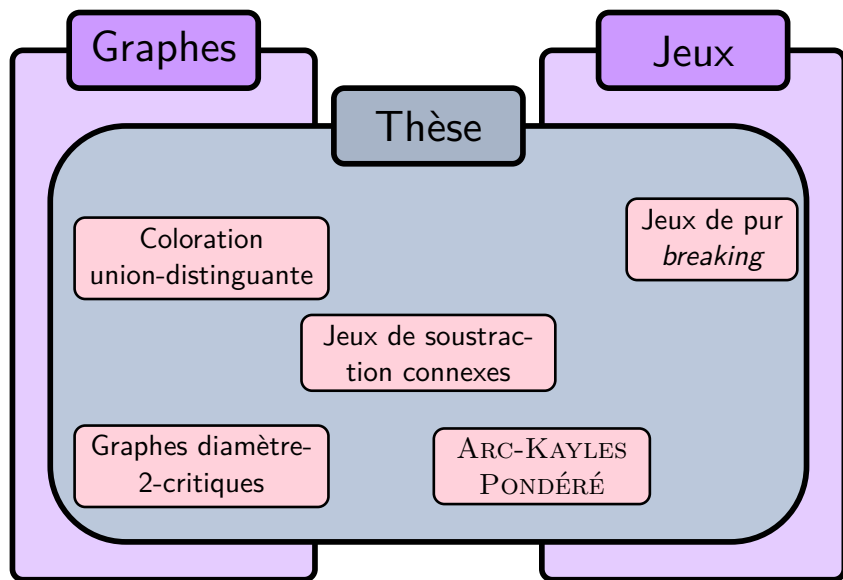 Graphes
Jeux
Thèse
Coloration
union-distinguante
Jeux de pur
breaking
Jeux de soustrac-
tion connexes
Graphes diamètre-
2-critiques
ARC-KAYLES
PONDÉRÉ